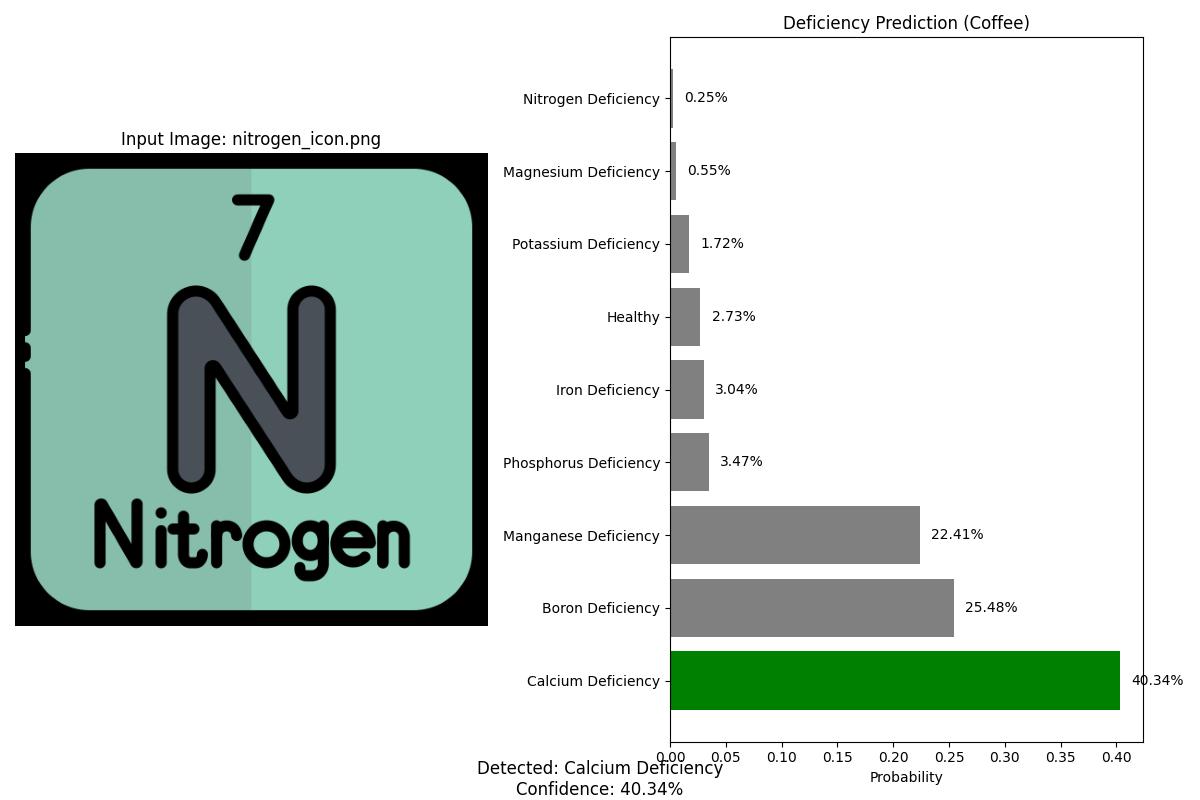 Deficiency Prediction (Coffee)
Input Image: nitrogen_icon.png
7
N
Nitrogen
Nitrogen Deficiency 0.25%
Magnesium Deficiency 0.55%
Potassium Deficiency 1.72%
Healthy 2.73%
Iron Deficiency 3.04%
Phosphorus Deficiency 3.47%
Manganese Deficiency 22.41%
Boron Deficiency 25.48%
Calcium Deficiency 40.34%
0.00 0.05 0.10 0.15 0.20 0.25 0.30 0.35 0.40
Probability
Detected: Calcium Deficiency
Confidence: 40.34%